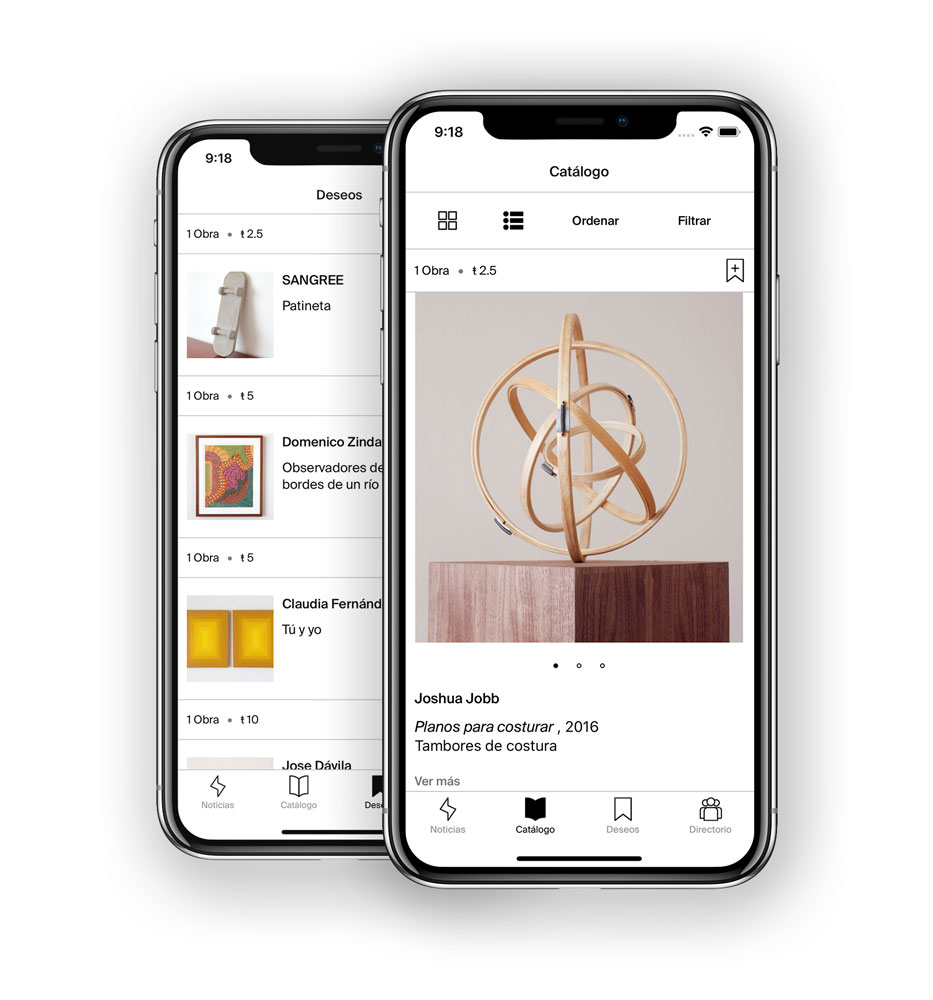 9:18
Deseos
1 Obra • ŧ 2.5
SANGREE
Patineta
1 Obra • ŧ 5
Domenico Zinda
Observadores de
bordes de un río
1 Obra • ŧ 5
Claudia Fernánd
Tú y yo
1 Obra • ŧ 10
Jose Dávila
Noticias
Catálogo
Dese
9:18
Catálogo
Ordenar
Filtrar
1 Obra • ŧ 2.5
Joshua Jobb
Planos para costurar , 2016
Tambores de costura
Ver más
Noticias
Catálogo
Deseos
Directorio